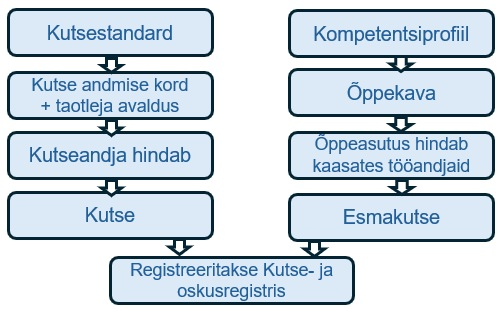 Kutsestandard
Kutse andmise kord
+ taotleja avaldus
Kutseandja hindab
Kutse
Kompetentsiprofiil
Õppekava
Õppeasutus hindab
kaasates tööandjaid
Esmakutse
Registreeritakse Kutse- ja
oskusregistris